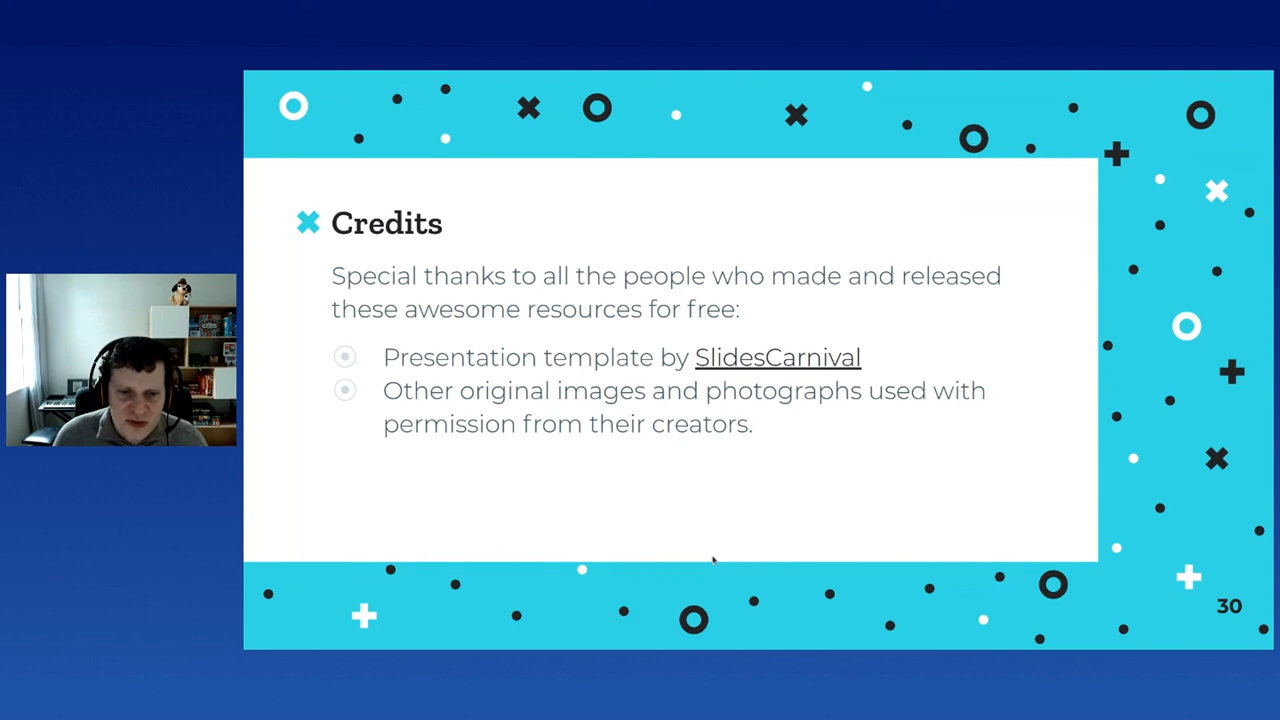 Credits
Special thanks to all the people who made and released
these awesome resources for free:
Presentation template by SlidesCarnival
Other original images and photographs used with
permission from their creators.
30